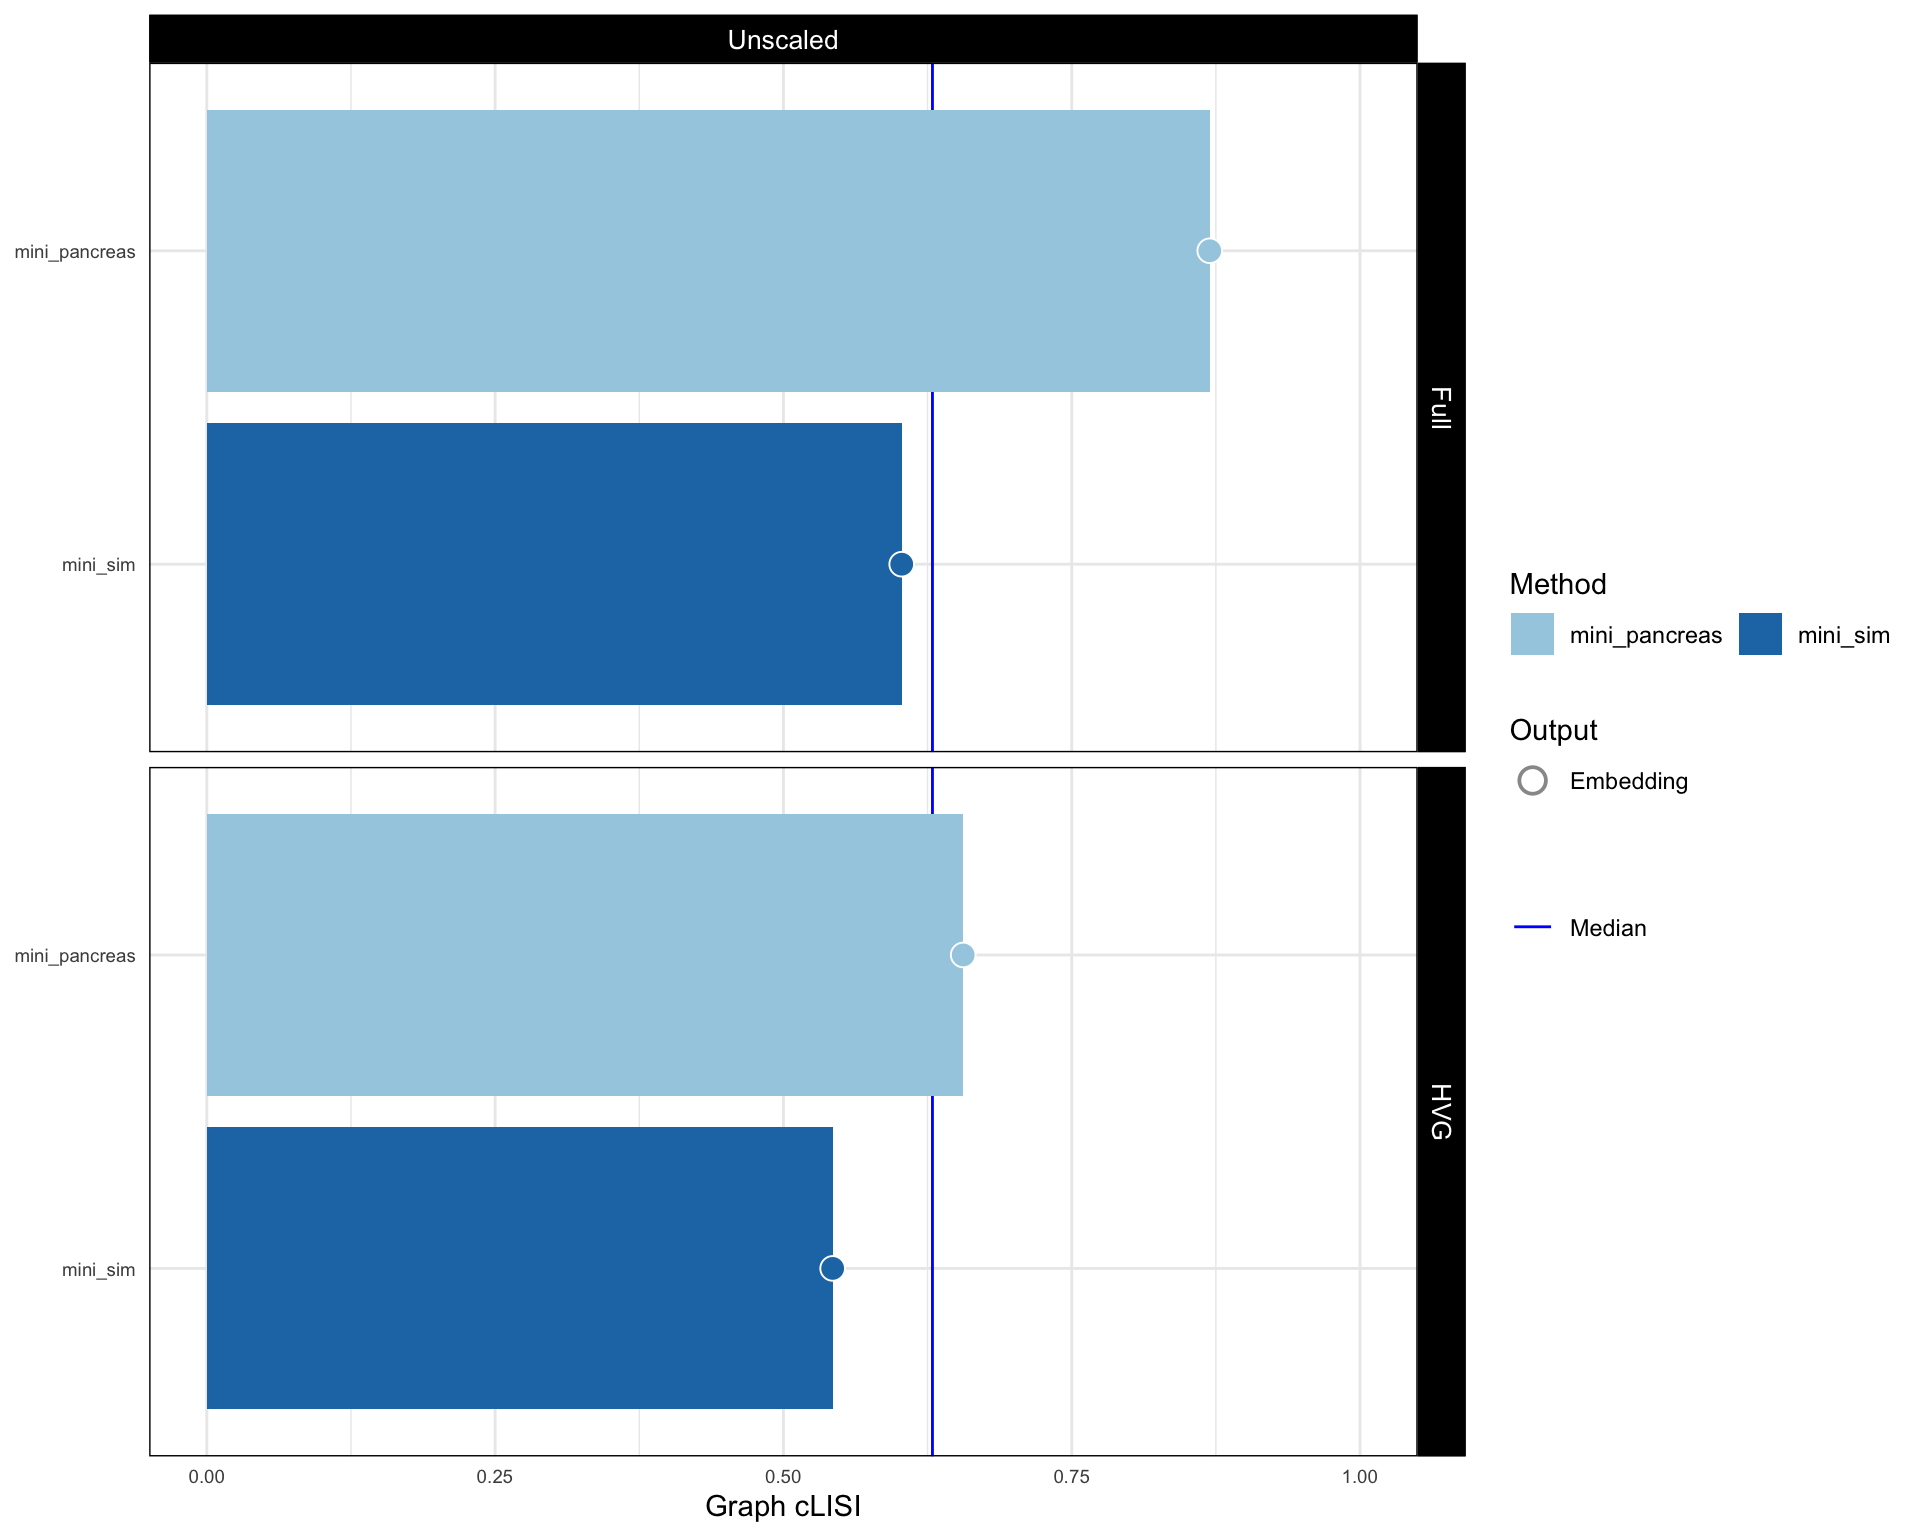 Unscaled
mini_pancreas
mini_sim
Full
mini_pancreas
mini_sim
HVG
0.00 0.25 0.50 0.75 1.00
Graph cLISI
Method
mini_pancreas mini_sim
Output
Embedding
Median